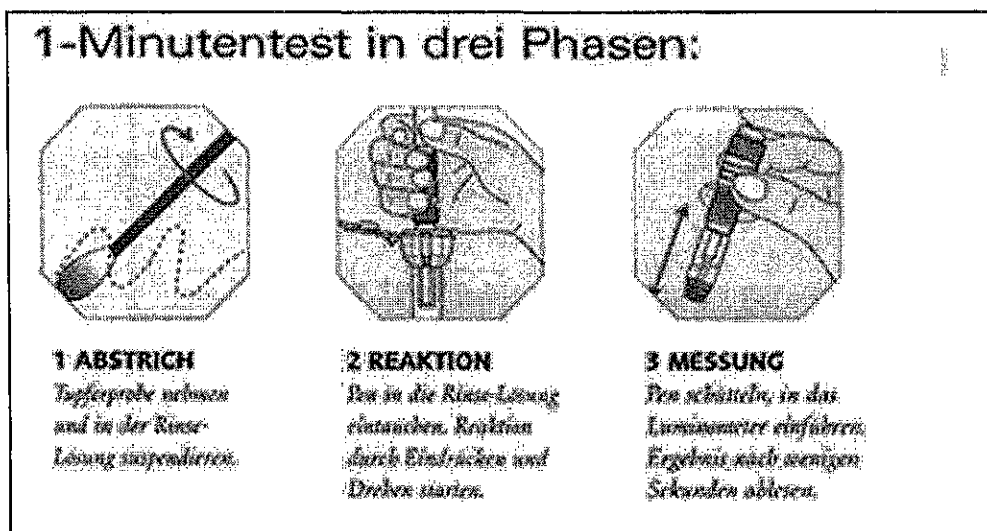 1-Minutentest in drei Phasen:
1 ABSTRICH
Tupferprobe nehmen
und in der Rinse-
Lösung suspendieren.
2 REAKTION
Pen in die Rinse-Lösung
eintauchen. Reaktion
durch Eindrücken und
Drehen starten.
3 MESSUNG
Pen schütteln, in das
Luminometer einführen.
Ergebnis nach wenigen
Sekunden ablesen.